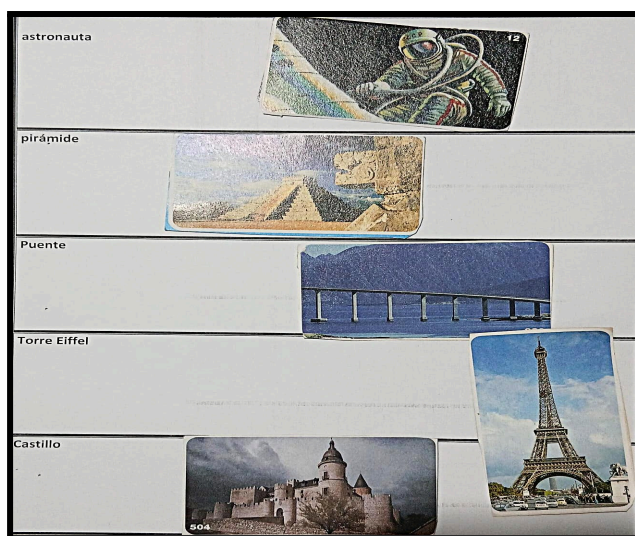 astronauta
12
pirámide
Puente
Torre Eiffel
Castillo
504